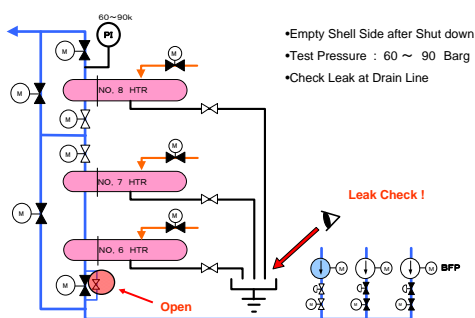 60～90k
PI
•Empty Shell Side after Shut down
•Test Pressure : 60 ～ 90 Barg
•Check Leak at Drain Line
M
M
M
NO, 8 HTR
M
M
M
M
NO, 7 HTR
Leak Check !
M
M
NO, 6 HTR
M
Open
M
M
M
BFP